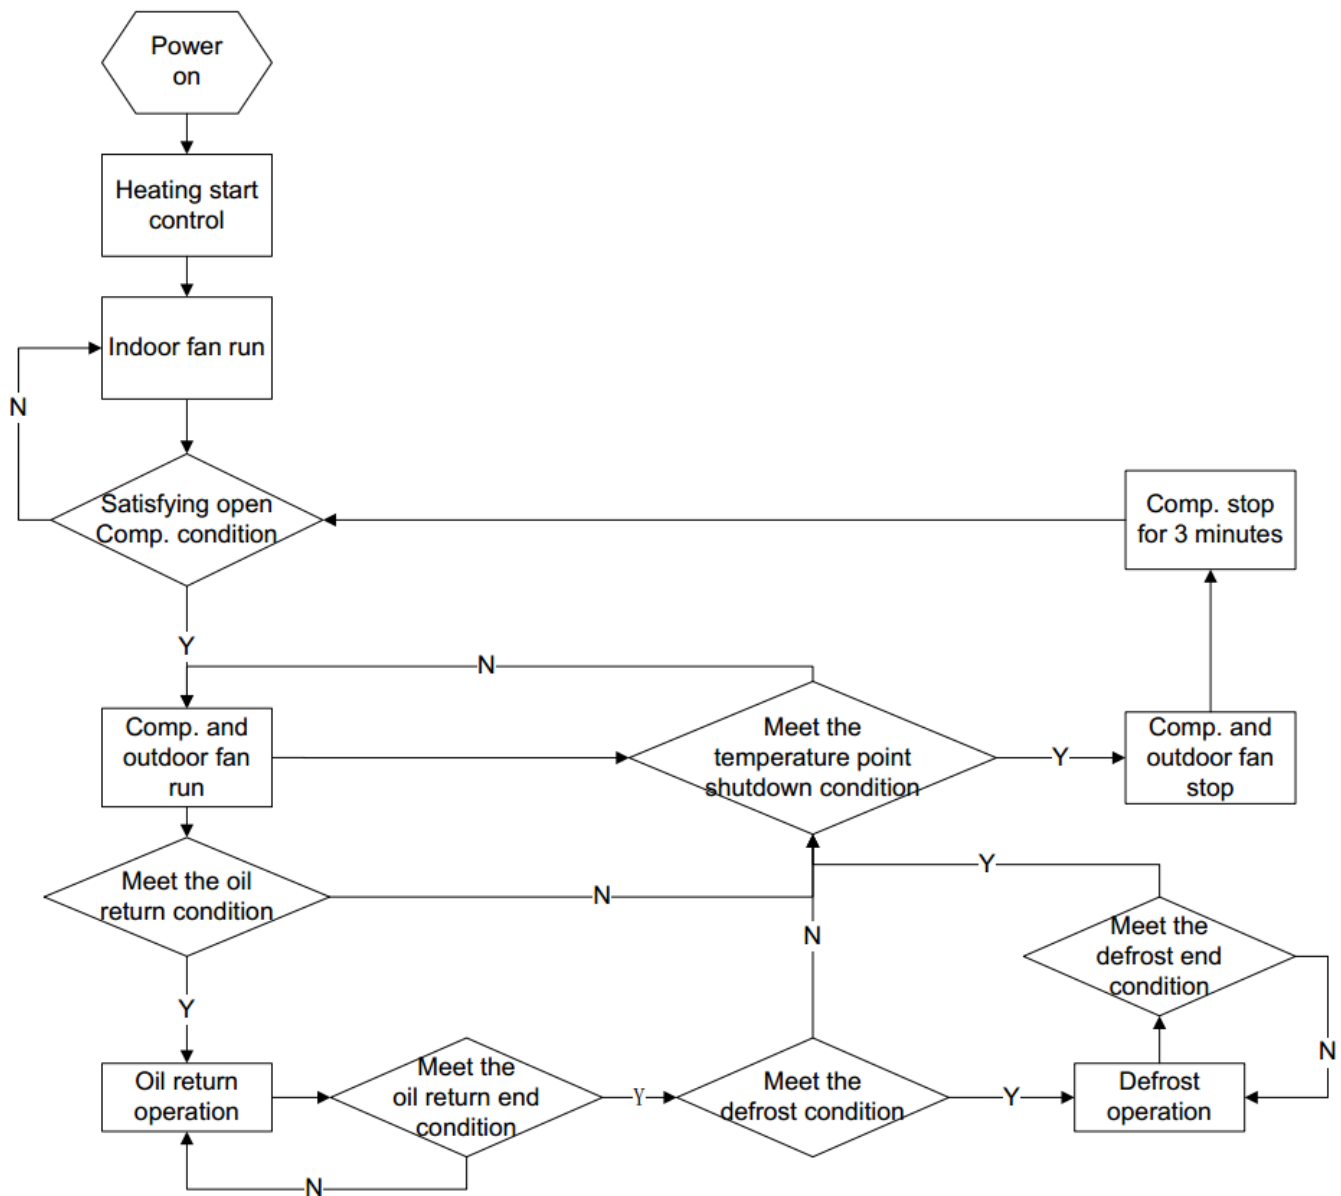 Power
on
Heating start
control
Indoor fan run
N
Satisfying open
Comp. condition
Comp. stop
for 3 minutes
Y
N
Comp. and
outdoor fan
run
Meet the
temperature point
shutdown condition
Y
Comp. and
outdoor fan
stop
Meet the oil
return condition
N
Y
N
Meet the
defrost end
condition
Y
N
Oil return
operation
Meet the
oil return end
condition
Y
Meet the
defrost condition
Y
Defrost
operation
N